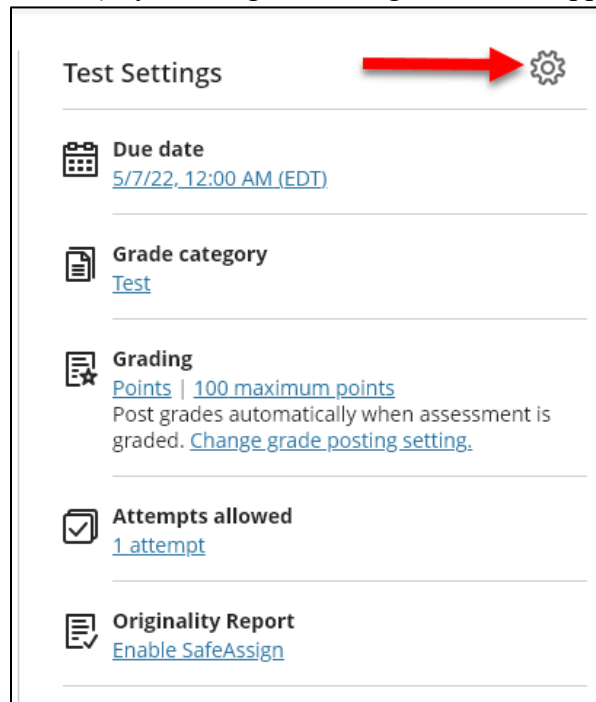 Test Settings
Due date
5/7/22, 12:00 AM (EDT)
Grade category
Test
Grading
Points | 100 maximum points
Post grades automatically when assessment is
graded. Change grade posting setting.
Attempts allowed
1 attempt
Originality Report
Enable SafeAssign